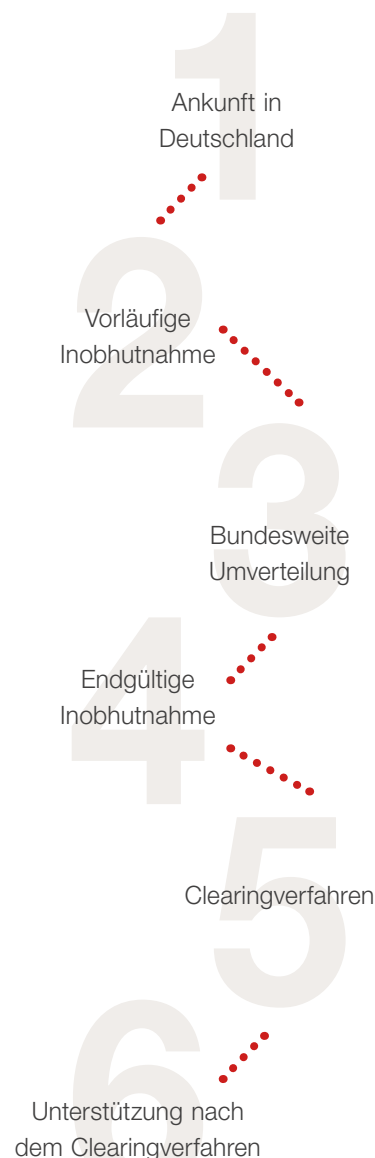 1
Ankunft in
Deutschland
2
Vorläufige
Inobhutnahme
3
Bundesweite
Umverteilung
4
Endgültige
Inobhutnahme
5
Clearingverfahren
6
Unterstützung nach
dem Clearingverfahren